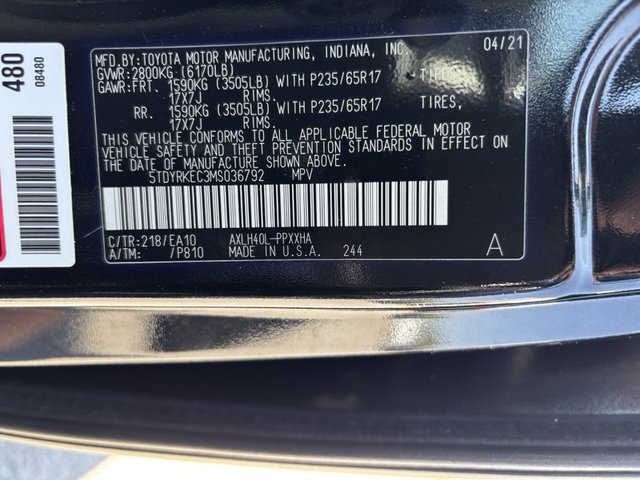 480
08480
MFD.BY:TOYOTA MOTOR MANUFACTURING, INDIANA, INC. 04/21
GVWR:2800KG (6170LB)
GAWR:FRT. 1590KG (3505LB) WITH P235/65R17 TIRES,
17X7J RIMS.
RR. 1590KG (3505LB) WITH P235/65R17 TIRES,
17X7J RIMS.
THIS VEHICLE CONFORMS TO ALL APPLICABLE FEDERAL MOTOR
VEHICLE SAFETY AND THEFT PREVENTION STANDARDS IN EFFECT ON
THE DATE OF MANUFACTURE SHOWN ABOVE.
5TDYRKEC3MS036792 MPV
C/TR:218/EA10 AXLH40L-PPXXHA
A/TM: /P810 MADE IN U.S.A. 244 A